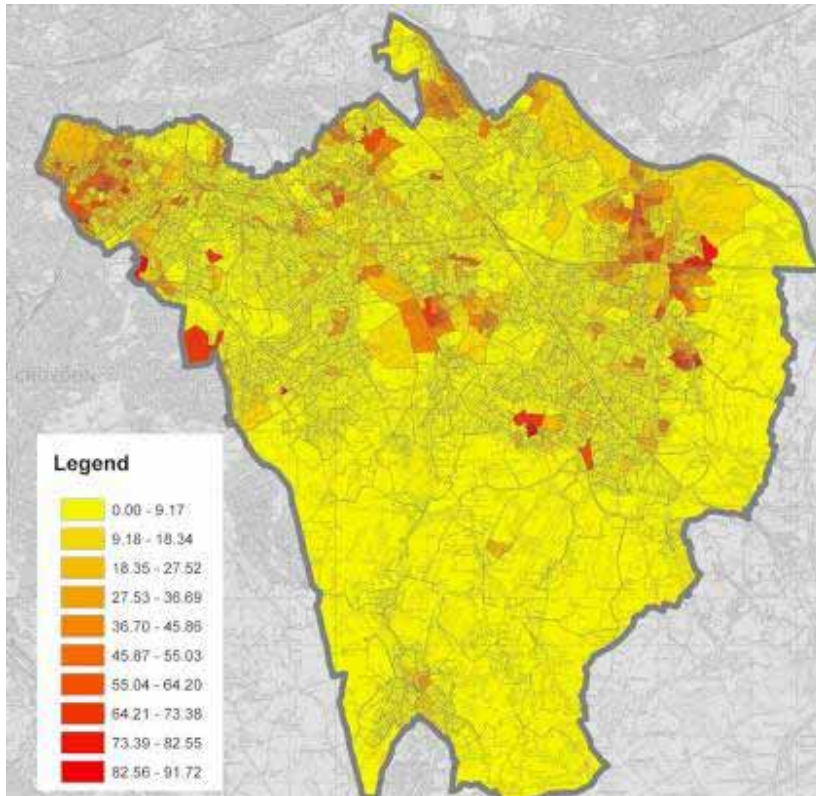 CROYDON
Legend
0.00 - 9.17
9.18 - 18.34
18.35 - 27.52
27.53 - 36.69
36.70 - 45.86
45.87 - 55.03
55.04 - 64.20
64.21 - 73.38
73.39 - 82.55
82.56 - 91.72